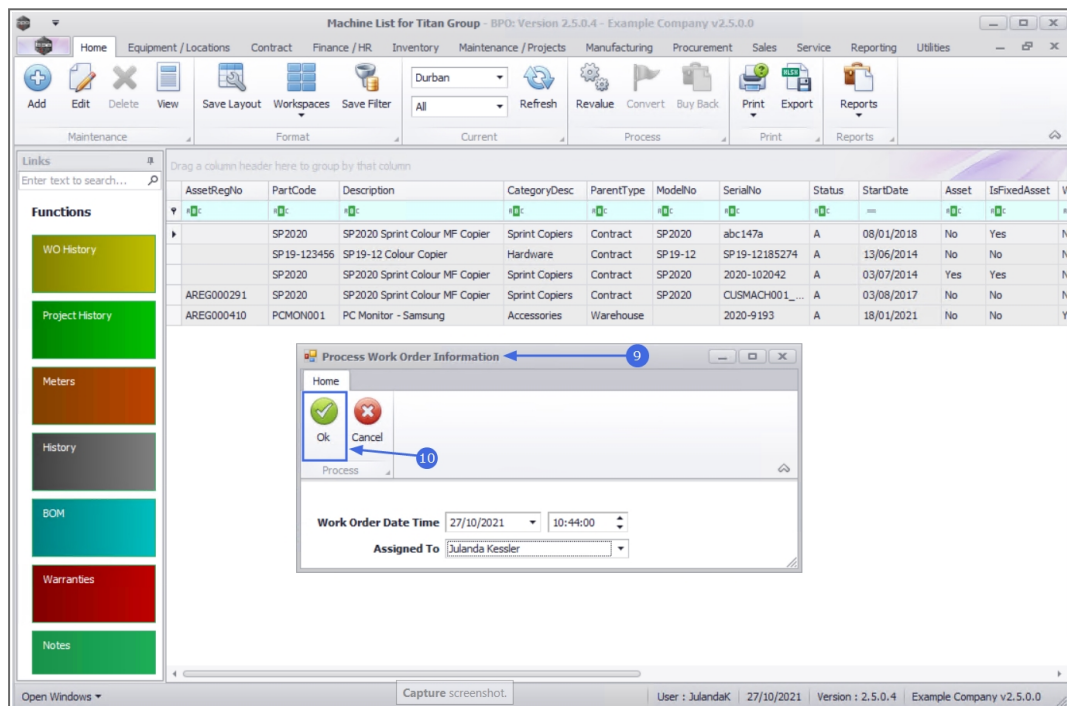 Machine List for Titan Group - BPO: Version 2.5.0.4 - Example Company v2.5.0.0
Home Equipment / Locations Contract Finance / HR Inventory Maintenance / Projects Manufacturing Procurement Sales Service Reporting Utilities
Durban
All
Add Edit Delete View Save Layout Workspaces Save Filter Refresh Revalue Convert Buy Back Print Export Reports
Maintenance Format Current Process Print Reports
Links
Enter text to search...
Functions
WO History
Project History
Meters
History
BOM
Warranties
Notes
Drag a column header here to group by that column
AssetRegNo PartCode Description CategoryDesc ParentType ModelNo SerialNo Status StartDate Asset IsFixedAsset
SP2020 SP2020 Sprint Colour MF Copier Sprint Copiers Contract SP2020 abc147a A 08/01/2018 No Yes
SP19-123456 SP19-12 Colour Copier Hardware Contract SP19-12 SP19-12185274 A 13/06/2014 No No
SP2020 SP2020 Sprint Colour MF Copier Sprint Copiers Contract SP2020 2020-102042 A 03/07/2014 Yes Yes
AREG000291 SP2020 SP2020 Sprint Colour MF Copier Sprint Copiers Contract SP2020 CUSMACH001_... A 03/08/2017 No No
AREG000410 PCMON001 PC Monitor - Samsung Accessories Warehouse 2020-9193 A 18/01/2021 No No
Process Work Order Information
9
Home
Ok Cancel
10
Process
Work Order Date Time 27/10/2021 10:44:00
Assigned To Julanda Kessler
Open Windows
Capture screenshot.
User : JulandaK 27/10/2021 Version : 2.5.0.4 Example Company v2.5.0.0